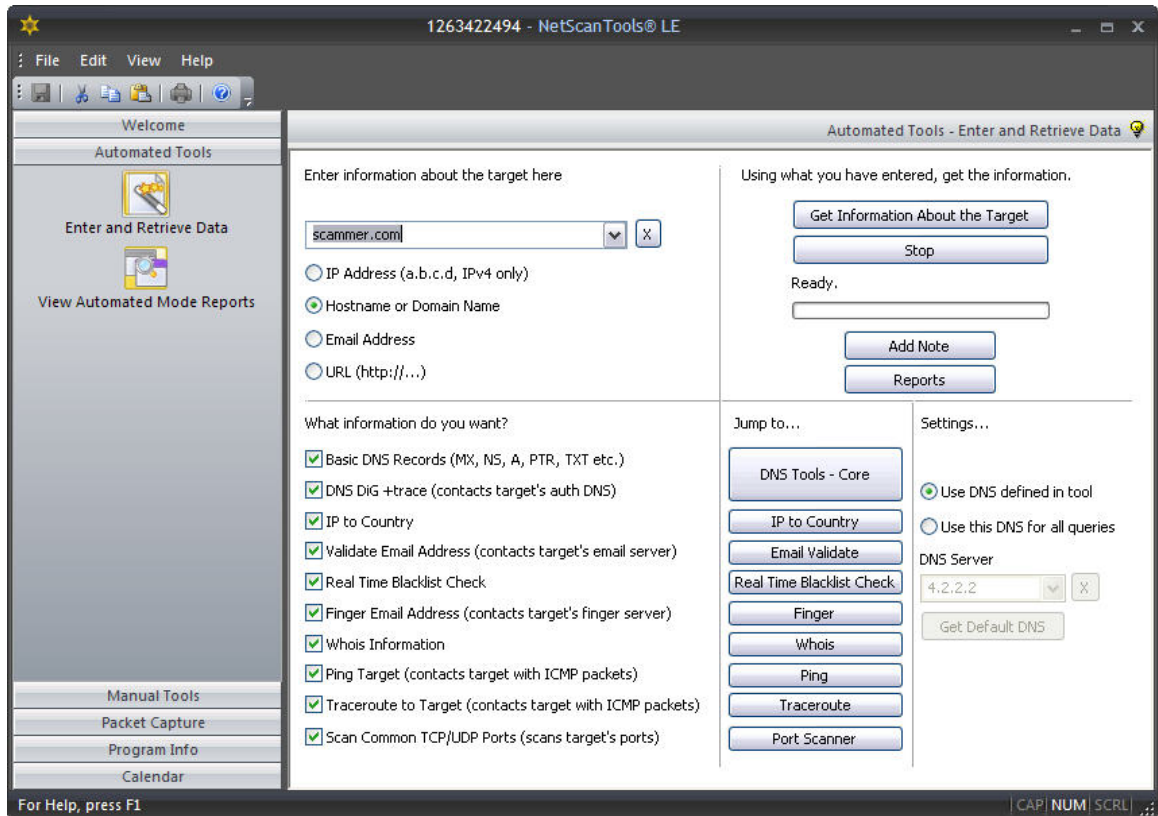 1263422494 - NetScanTools® LE
File Edit View Help
Welcome
Automated Tools
Enter and Retrieve Data
View Automated Mode Reports
Manual Tools
Packet Capture
Program Info
Calendar
Automated Tools - Enter and Retrieve Data
Enter information about the target here
scammer.com
X
IP Address (a.b.c.d, IPv4 only)
Hostname or Domain Name
Email Address
URL (http://...)
Using what you have entered, get the information.
Get Information About the Target
Stop
Ready.
Add Note
Reports
What information do you want?
Basic DNS Records (MX, NS, A, PTR, TXT etc.)
DNS DiG +trace (contacts target's auth DNS)
IP to Country
Validate Email Address (contacts target's email server)
Real Time Blacklist Check
Finger Email Address (contacts target's finger server)
Whois Information
Ping Target (contacts target with ICMP packets)
Traceroute to Target (contacts target with ICMP packets)
Scan Common TCP/UDP Ports (scans target's ports)
Jump to...
DNS Tools - Core
IP to Country
Email Validate
Real Time Blacklist Check
Finger
Whois
Ping
Traceroute
Port Scanner
Settings...
Use DNS defined in tool
Use this DNS for all queries
DNS Server
4.2.2.2
X
Get Default DNS
For Help, press F1
CAP NUM SCRL